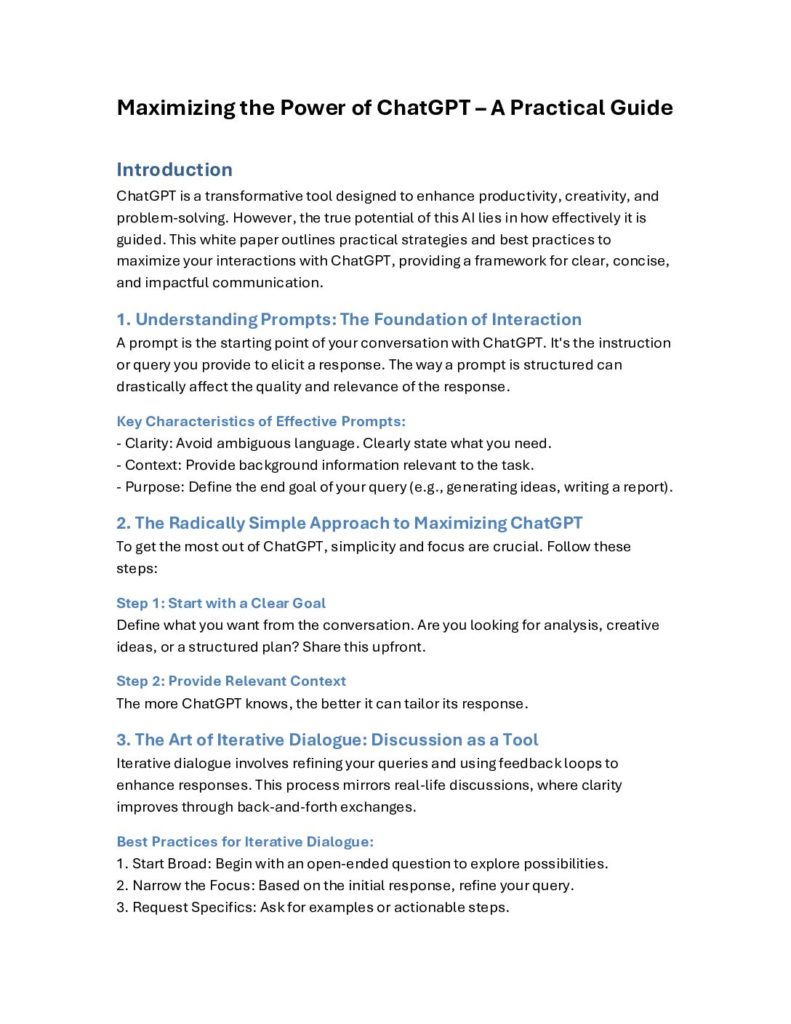 Maximizing the Power of ChatGPT – A Practical Guide
Introduction
ChatGPT is a transformative tool designed to enhance productivity, creativity, and
problem-solving. However, the true potential of this AI lies in how effectively it is
guided. This white paper outlines practical strategies and best practices to
maximize your interactions with ChatGPT, providing a framework for clear, concise,
and impactful communication.
1. Understanding Prompts: The Foundation of Interaction
A prompt is the starting point of your conversation with ChatGPT. It's the instruction
or query you provide to elicit a response. The way a prompt is structured can
drastically affect the quality and relevance of the response.
Key Characteristics of Effective Prompts:
- Clarity: Avoid ambiguous language. Clearly state what you need.
- Context: Provide background information relevant to the task.
- Purpose: Define the end goal of your query (e.g., generating ideas, writing a report).
2. The Radically Simple Approach to Maximizing ChatGPT
To get the most out of ChatGPT, simplicity and focus are crucial. Follow these
steps:
Step 1: Start with a Clear Goal
Define what you want from the conversation. Are you looking for analysis, creative
ideas, or a structured plan? Share this upfront.
Step 2: Provide Relevant Context
The more ChatGPT knows, the better it can tailor its response.
3. The Art of Iterative Dialogue: Discussion as a Tool
Iterative dialogue involves refining your queries and using feedback loops to
enhance responses. This process mirrors real-life discussions, where clarity
improves through back-and-forth exchanges.
Best Practices for Iterative Dialogue:
1. Start Broad: Begin with an open-ended question to explore possibilities.
2. Narrow the Focus: Based on the initial response, refine your query.
3. Request Specifics: Ask for examples or actionable steps.